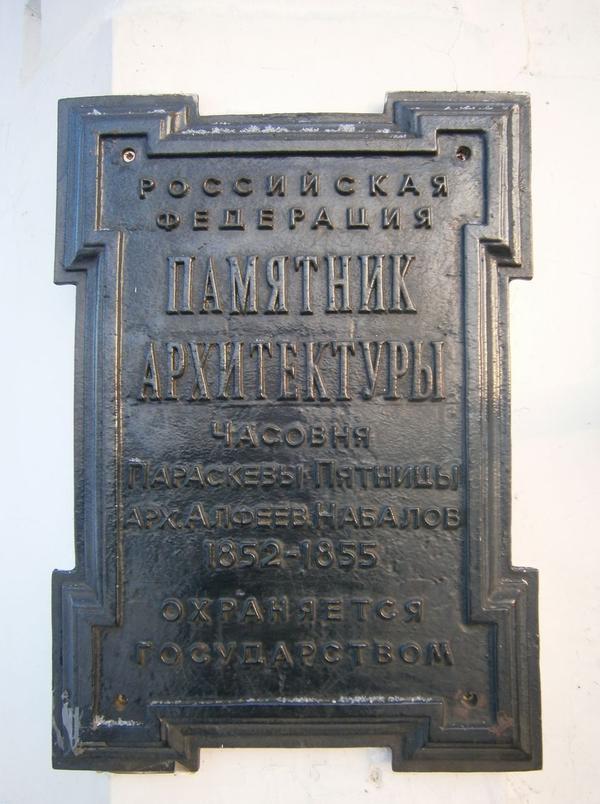 РОССИЙСКАЯ
ФЕДЕРАЦИЯ
ПАМЯТНИК
АРХИТЕКТУРЫ
ЧАСОВНЯ
ПАРАСКЕВЫ-ПЯТНИЦЫ
АРХ. АЛФЕЕВ, НАБАЛОВ
1852-1855
ОХРАНЯЕТСЯ
ГОСУДАРСТВОМ